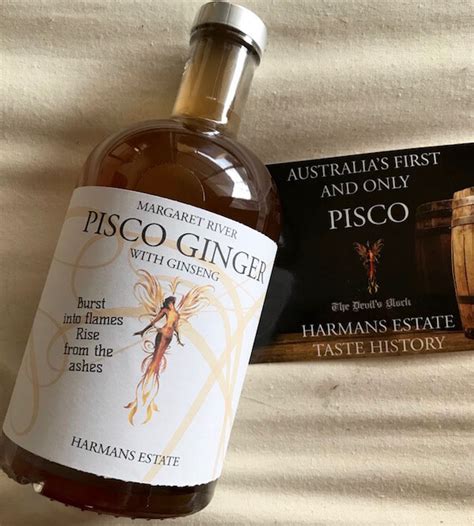 MARGARET RIVER
PISCO GINGER
WITH GINSENG
Burst
into flames
Rise
from the
ashes
HARMANS ESTATE
AUSTRALIA'S FIRST
AND ONLY
PISCO
The Devil's Work
HARMANS ESTATE
TASTE HISTORY